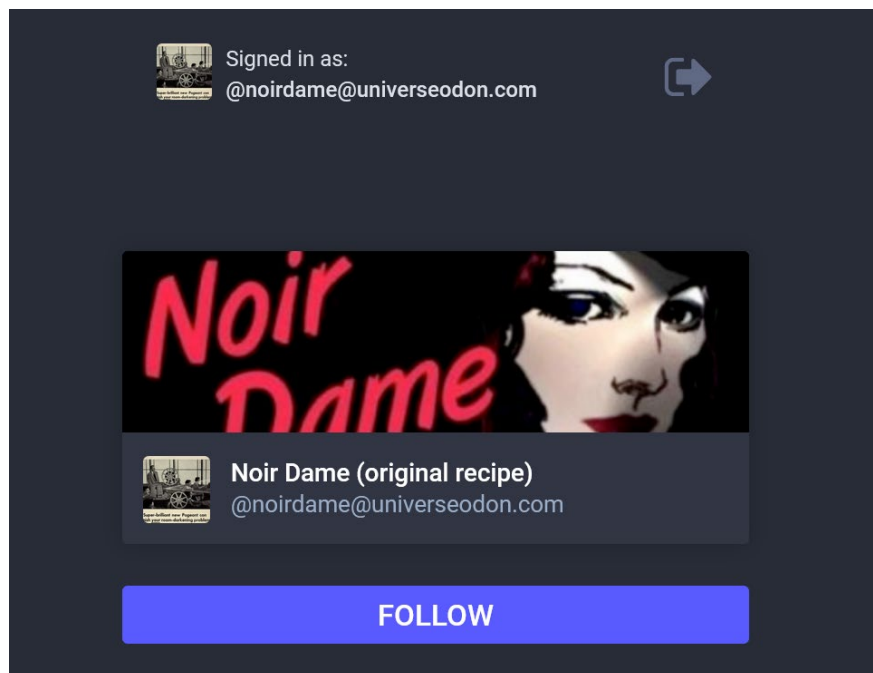 Signed in as:
@noirdame@universeodon.com
Noir
Dame
Noir Dame (original recipe)
@noirdame@universeodon.com
FOLLOW